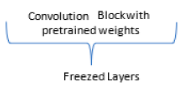 Convolution Blockwith
pretrained weights
Freezed Layers